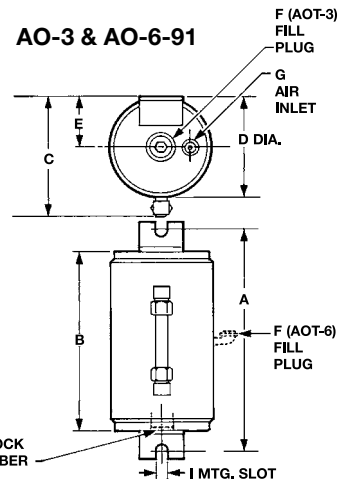 AO-3 & AO-6-91
F (AOT-3)
FILL
PLUG
G
AIR
INLET
E
C
D DIA.
A
B
F (AOT-6)
FILL
PLUG
OCK
BER
I MTG. SLOT